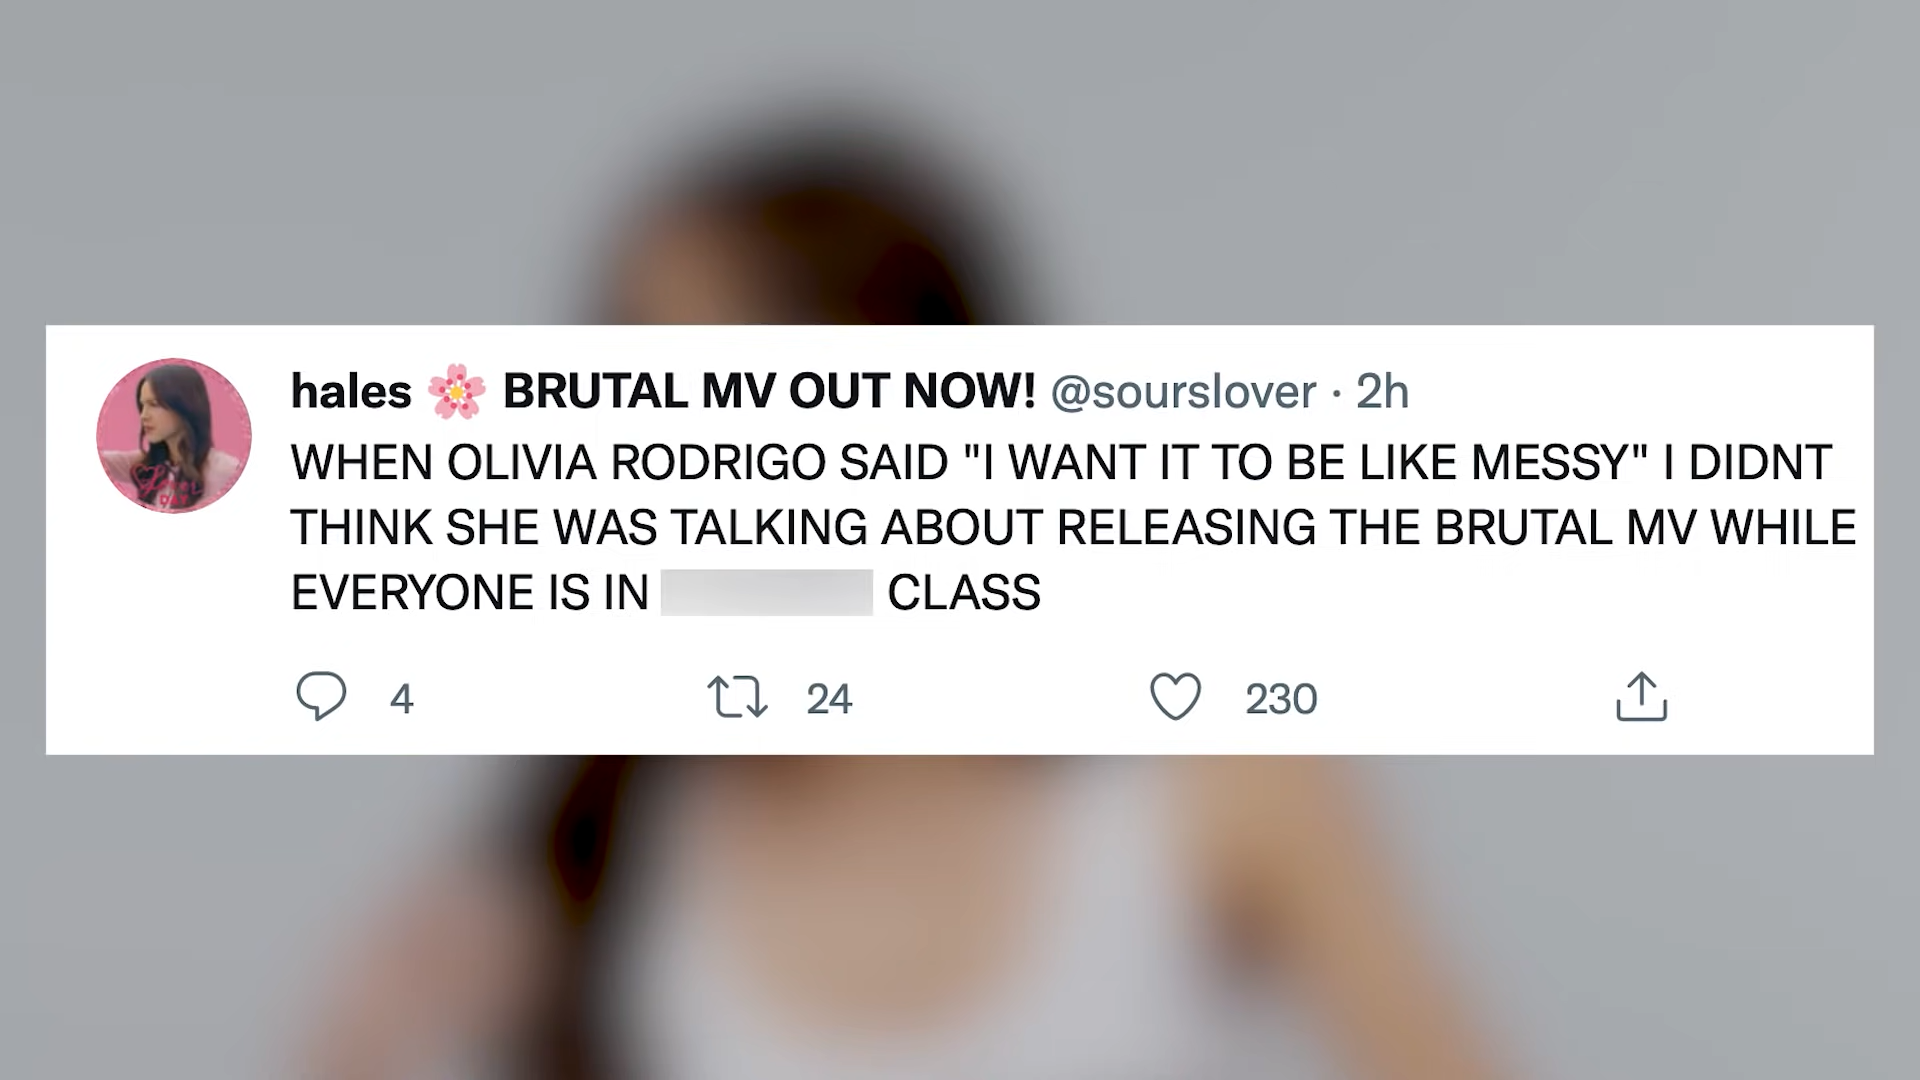 hales 🌸 BRUTAL MV OUT NOW! @sourslover · 2h
WHEN OLIVIA RODRIGO SAID "I WANT IT TO BE LIKE MESSY" I DIDNT
THINK SHE WAS TALKING ABOUT RELEASING THE BRUTAL MV WHILE
EVERYONE IS IN CLASS
4 24 230